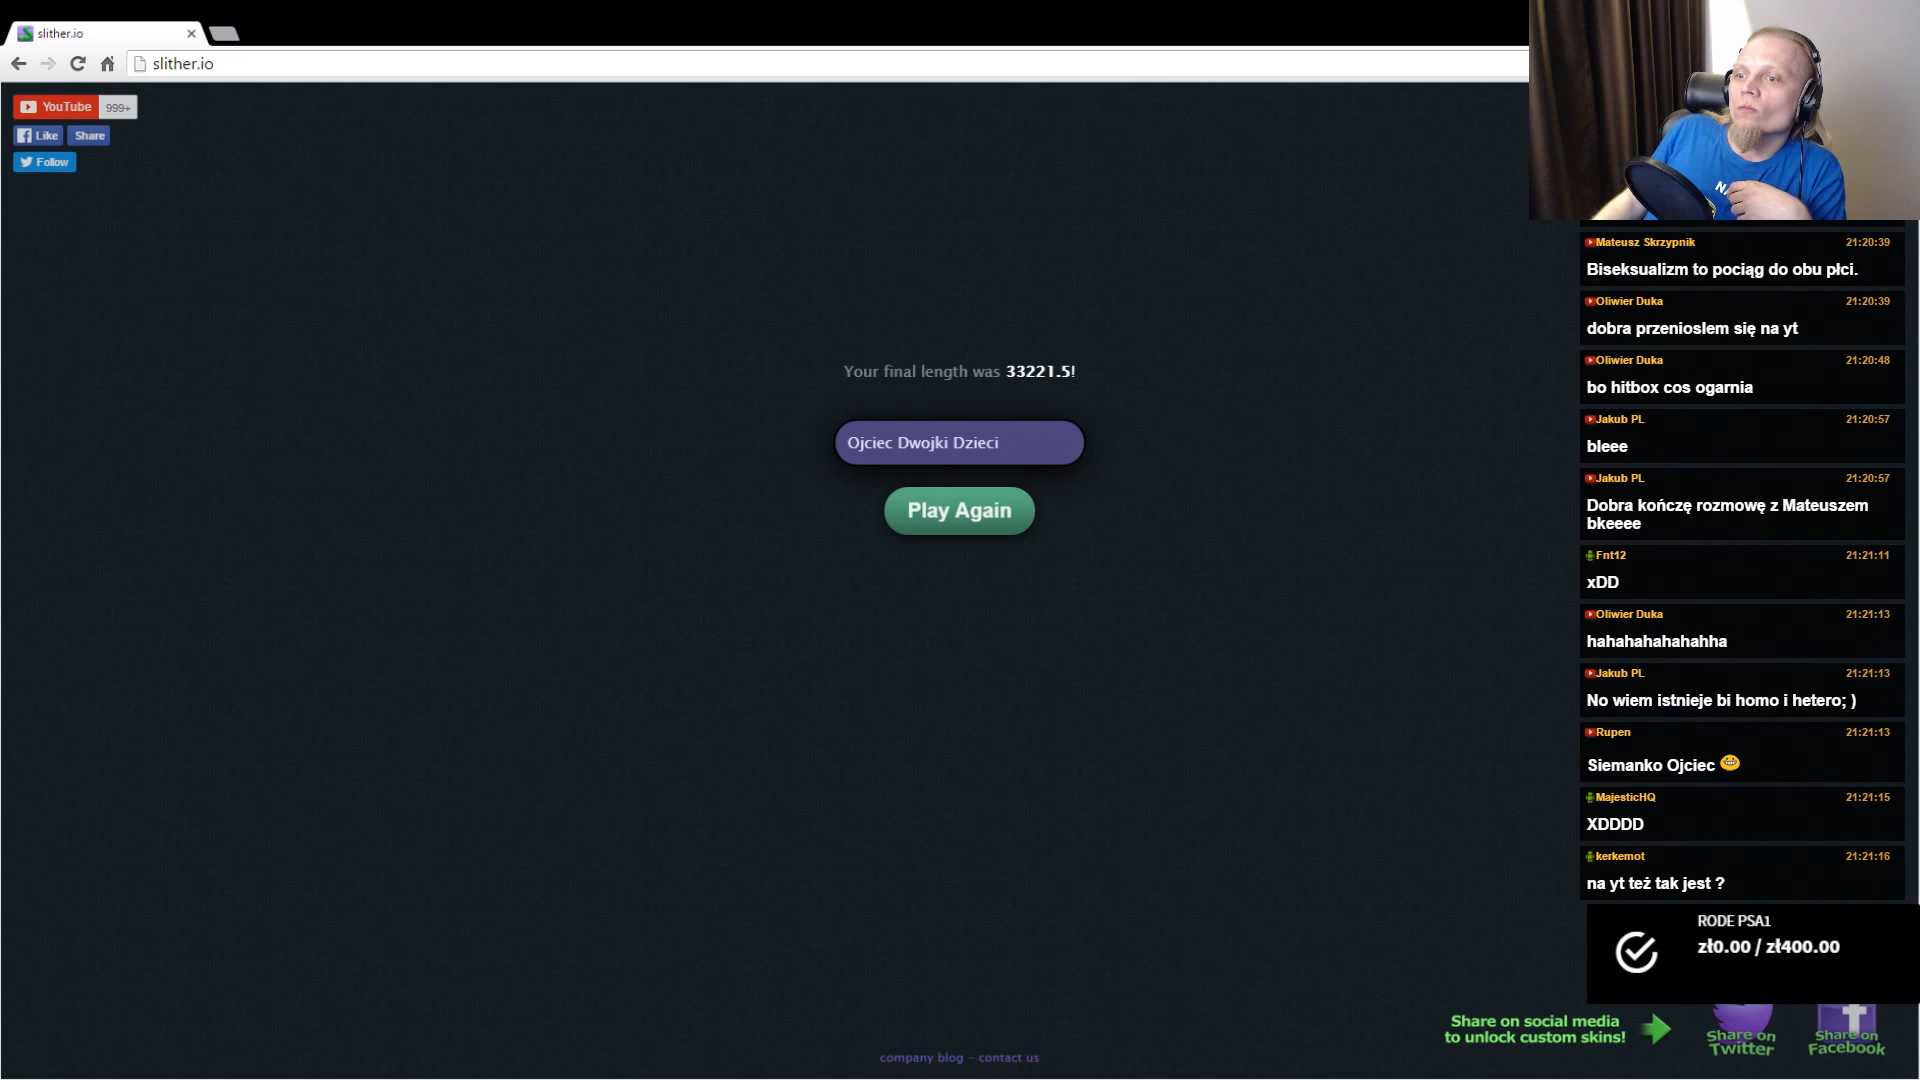 slither.io
slither.io
YouTube 999+
Like Share
Follow
Your final length was 33221.5!
Ojciec Dwojki Dzieci
Play Again
company blog - contact us
NA
Mateusz Skrzypnik 21:20:39
Biseksualizm to pociąg do obu płci.
Oliwier Duka 21:20:39
dobra przenioslem się na yt
Oliwier Duka 21:20:48
bo hitbox cos ogarnia
Jakub PL 21:20:57
bleee
Jakub PL 21:20:57
Dobra kończę rozmowę z Mateuszem
bkeeee
Fnt12 21:21:11
xDD
Oliwier Duka 21:21:13
hahahahahahahha
Jakub PL 21:21:13
No wiem istnieje bi homo i hetero; )
Rupen 21:21:13
Siemanko Ojciec
MajesticHQ 21:21:15
XDDDD
kerkemot 21:21:16
na yt też tak jest ?
RODE PSA1
zł0.00 / zł400.00
Share on social media
to unlock custom skins!
Share on
Twitter
Share on
Facebook